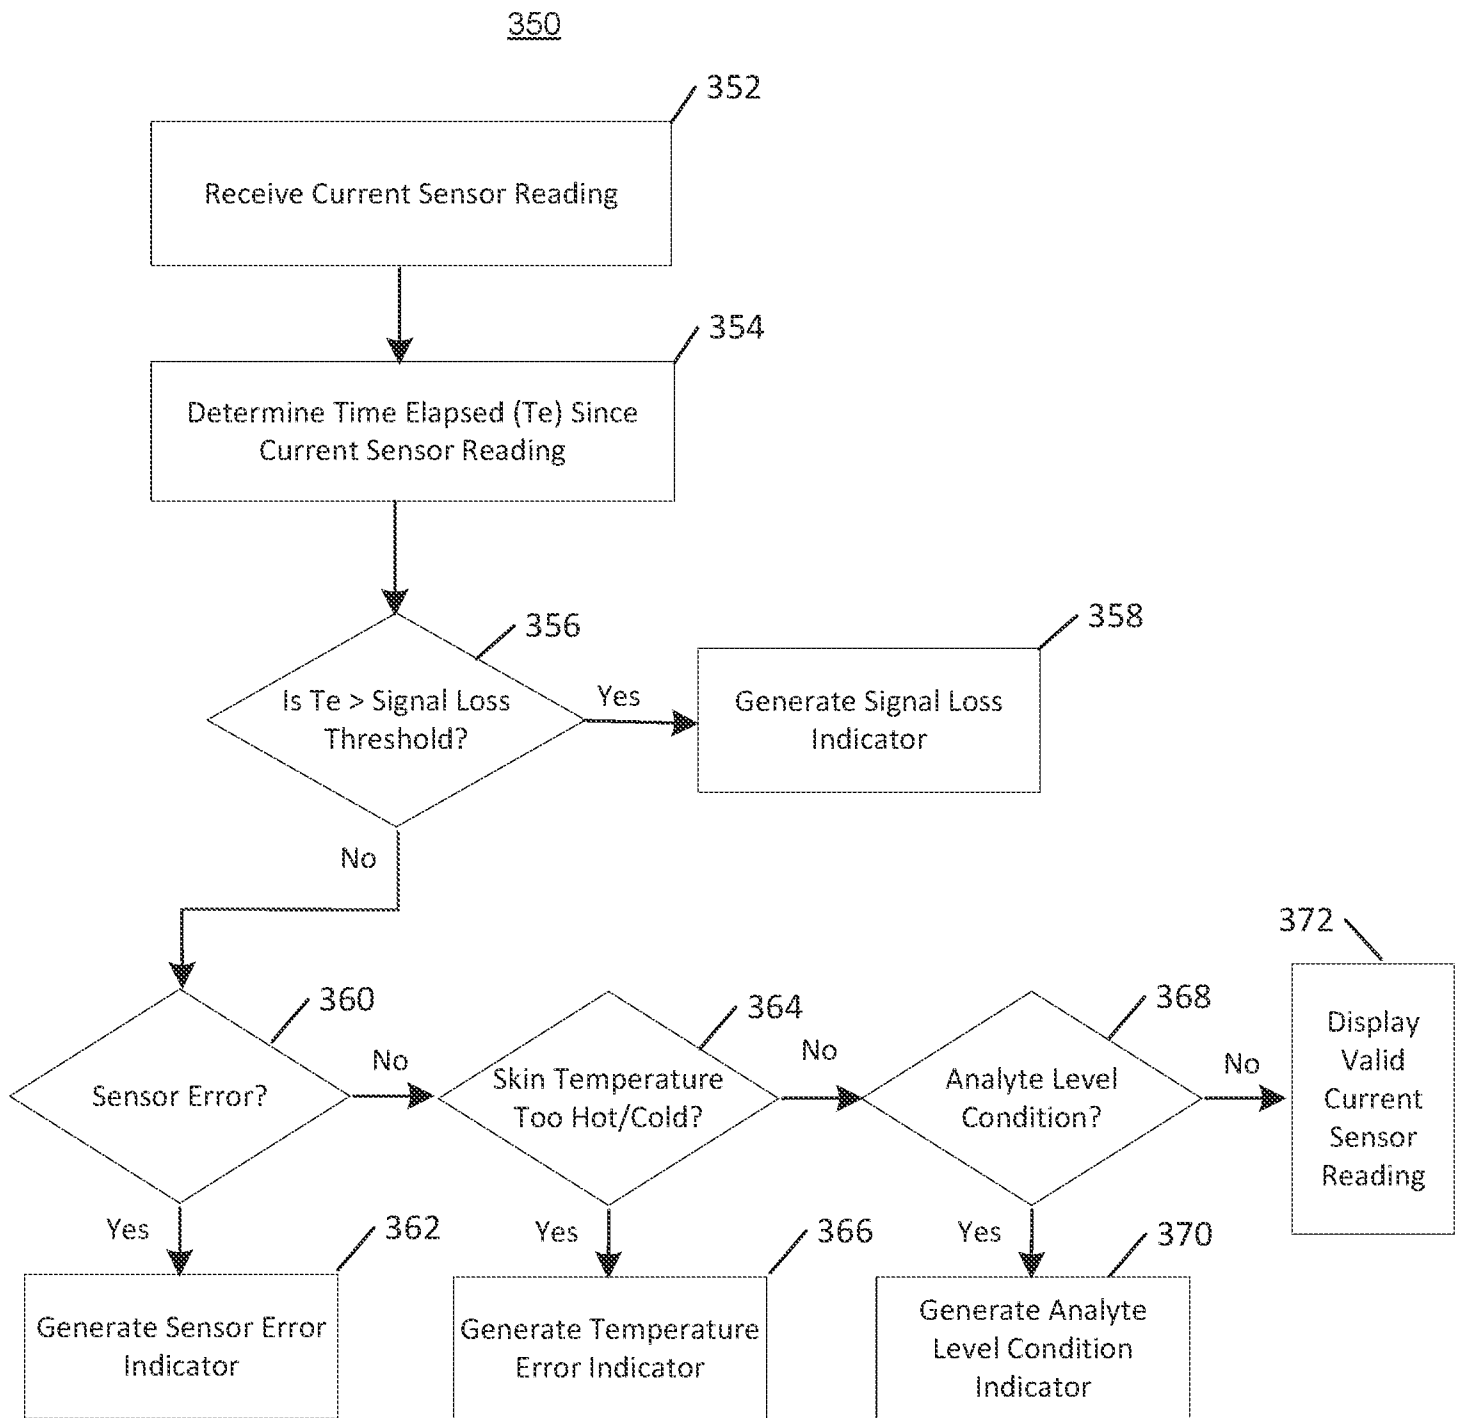 350
352
Receive Current Sensor Reading
354
Determine Time Elapsed (Te) Since
Current Sensor Reading
356
Is Te > Signal Loss
Threshold?
Yes
358
Generate Signal Loss
Indicator
No
360
Sensor Error?
No
364
Skin Temperature
Too Hot/Cold?
No
368
Analyte Level
Condition?
No
372
Display
Valid
Current
Sensor
Reading
Yes
362
Generate Sensor Error
Indicator
Yes
366
Generate Temperature
Error Indicator
Yes
370
Generate Analyte
Level Condition
Indicator